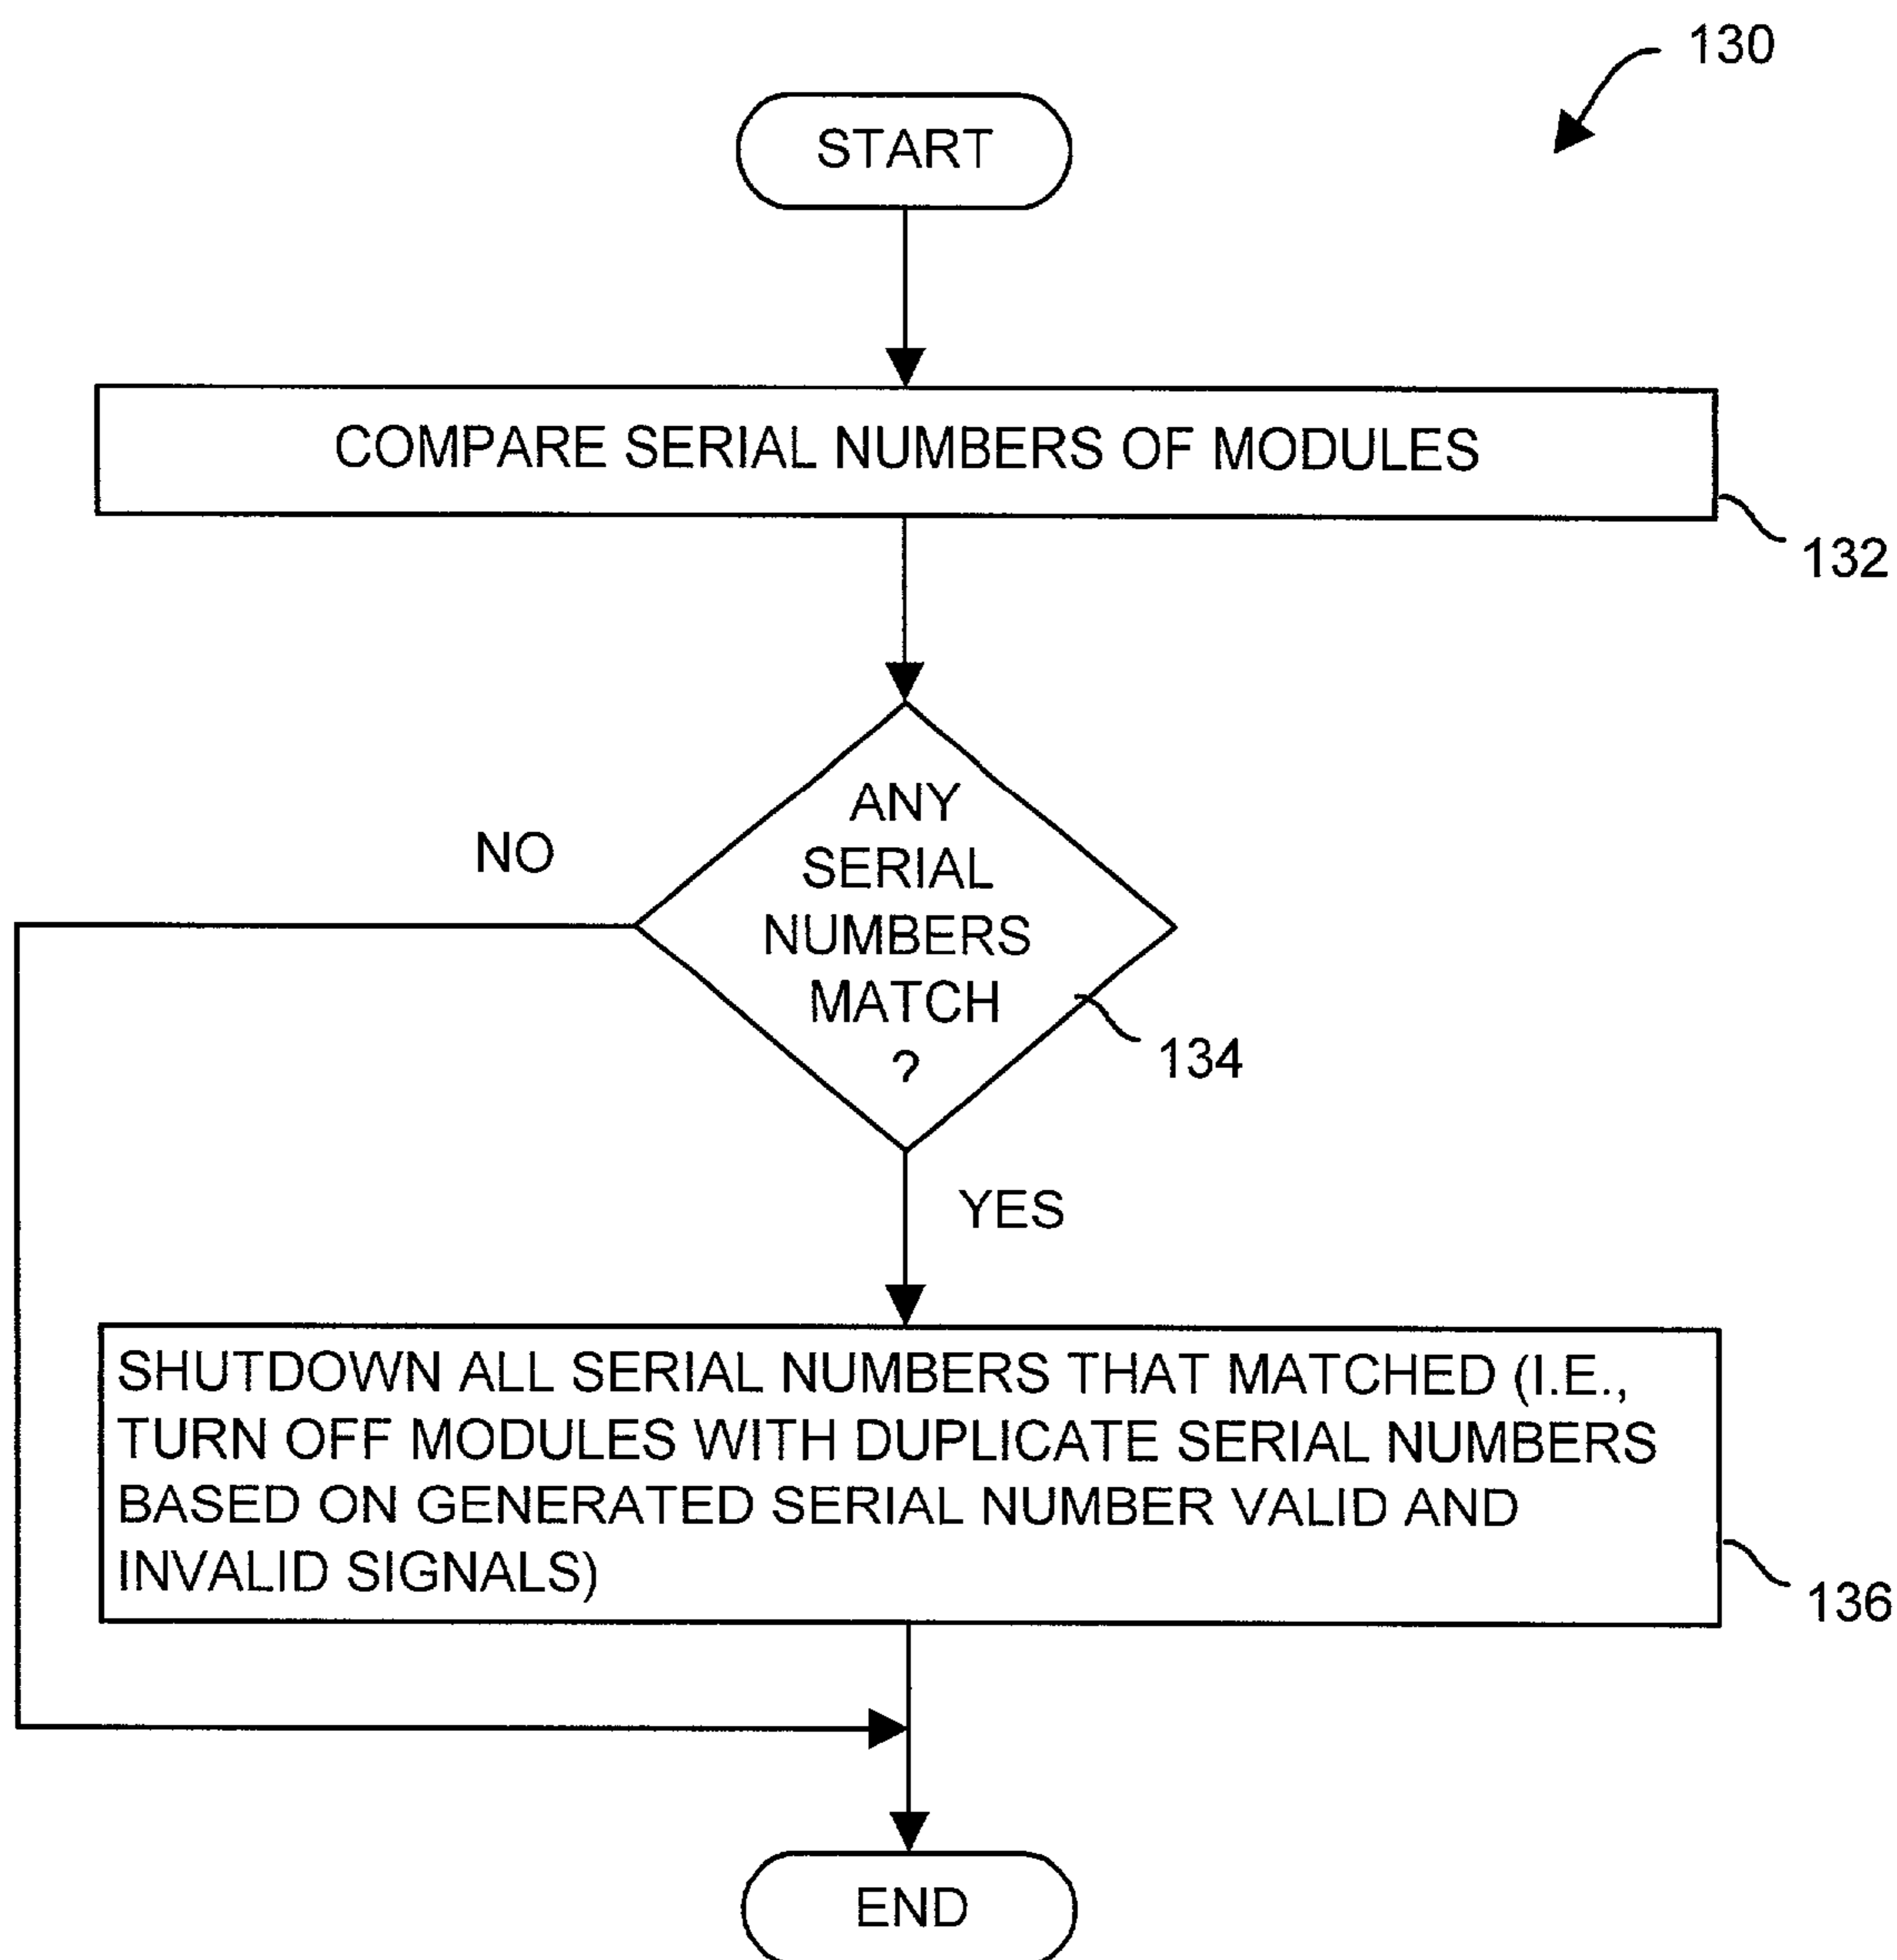 130
START
COMPARE SERIAL NUMBERS OF MODULES
132
ANY
SERIAL
NUMBERS
MATCH
?
NO
134
YES
SHUTDOWN ALL SERIAL NUMBERS THAT MATCHED (I.E.,
TURN OFF MODULES WITH DUPLICATE SERIAL NUMBERS
BASED ON GENERATED SERIAL NUMBER VALID AND
INVALID SIGNALS)
136
END